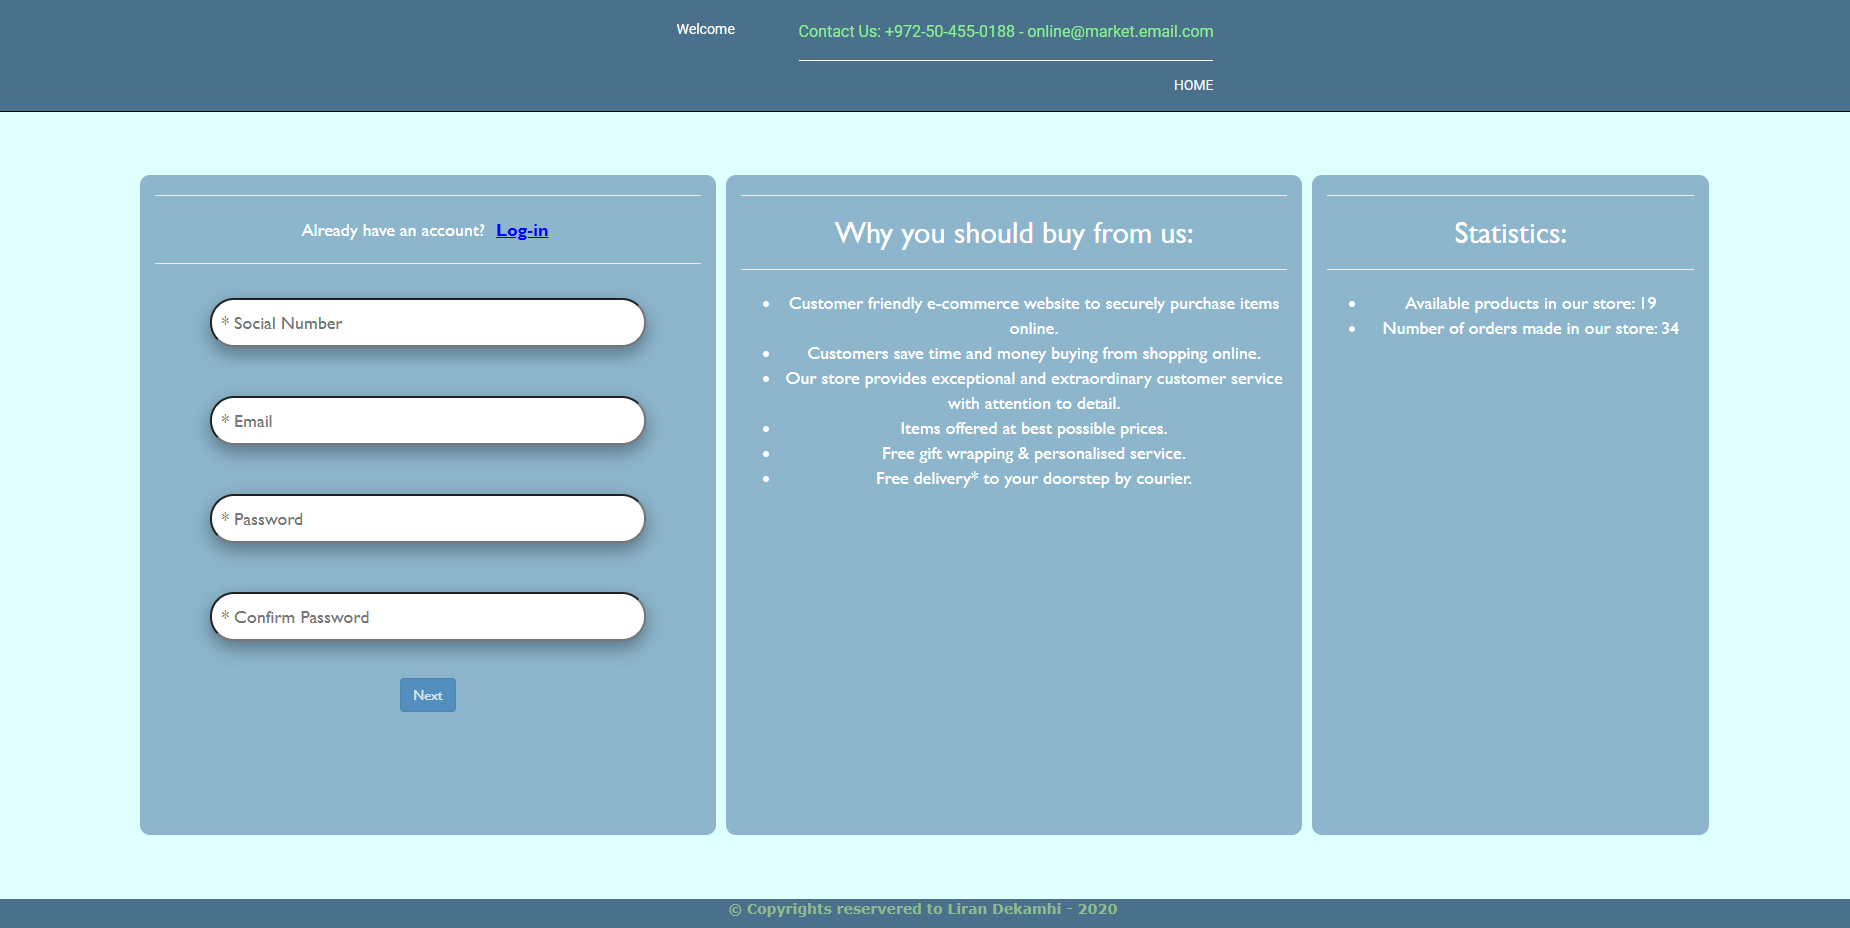 Welcome
Contact Us: +972-50-455-0188 - online@market.email.com
HOME
Already have an account? Log-in
* Social Number
* Email
* Password
* Confirm Password
Next
Why you should buy from us:
• Customer friendly e-commerce website to securely purchase items
online.
• Customers save time and money buying from shopping online.
• Our store provides exceptional and extraordinary customer service
with attention to detail.
• Items offered at best possible prices.
• Free gift wrapping & personalised service.
• Free delivery* to your doorstep by courier.
Statistics:
• Available products in our store: 19
• Number of orders made in our store: 34
© Copyrights reservered to Liran Dekamhi - 2020